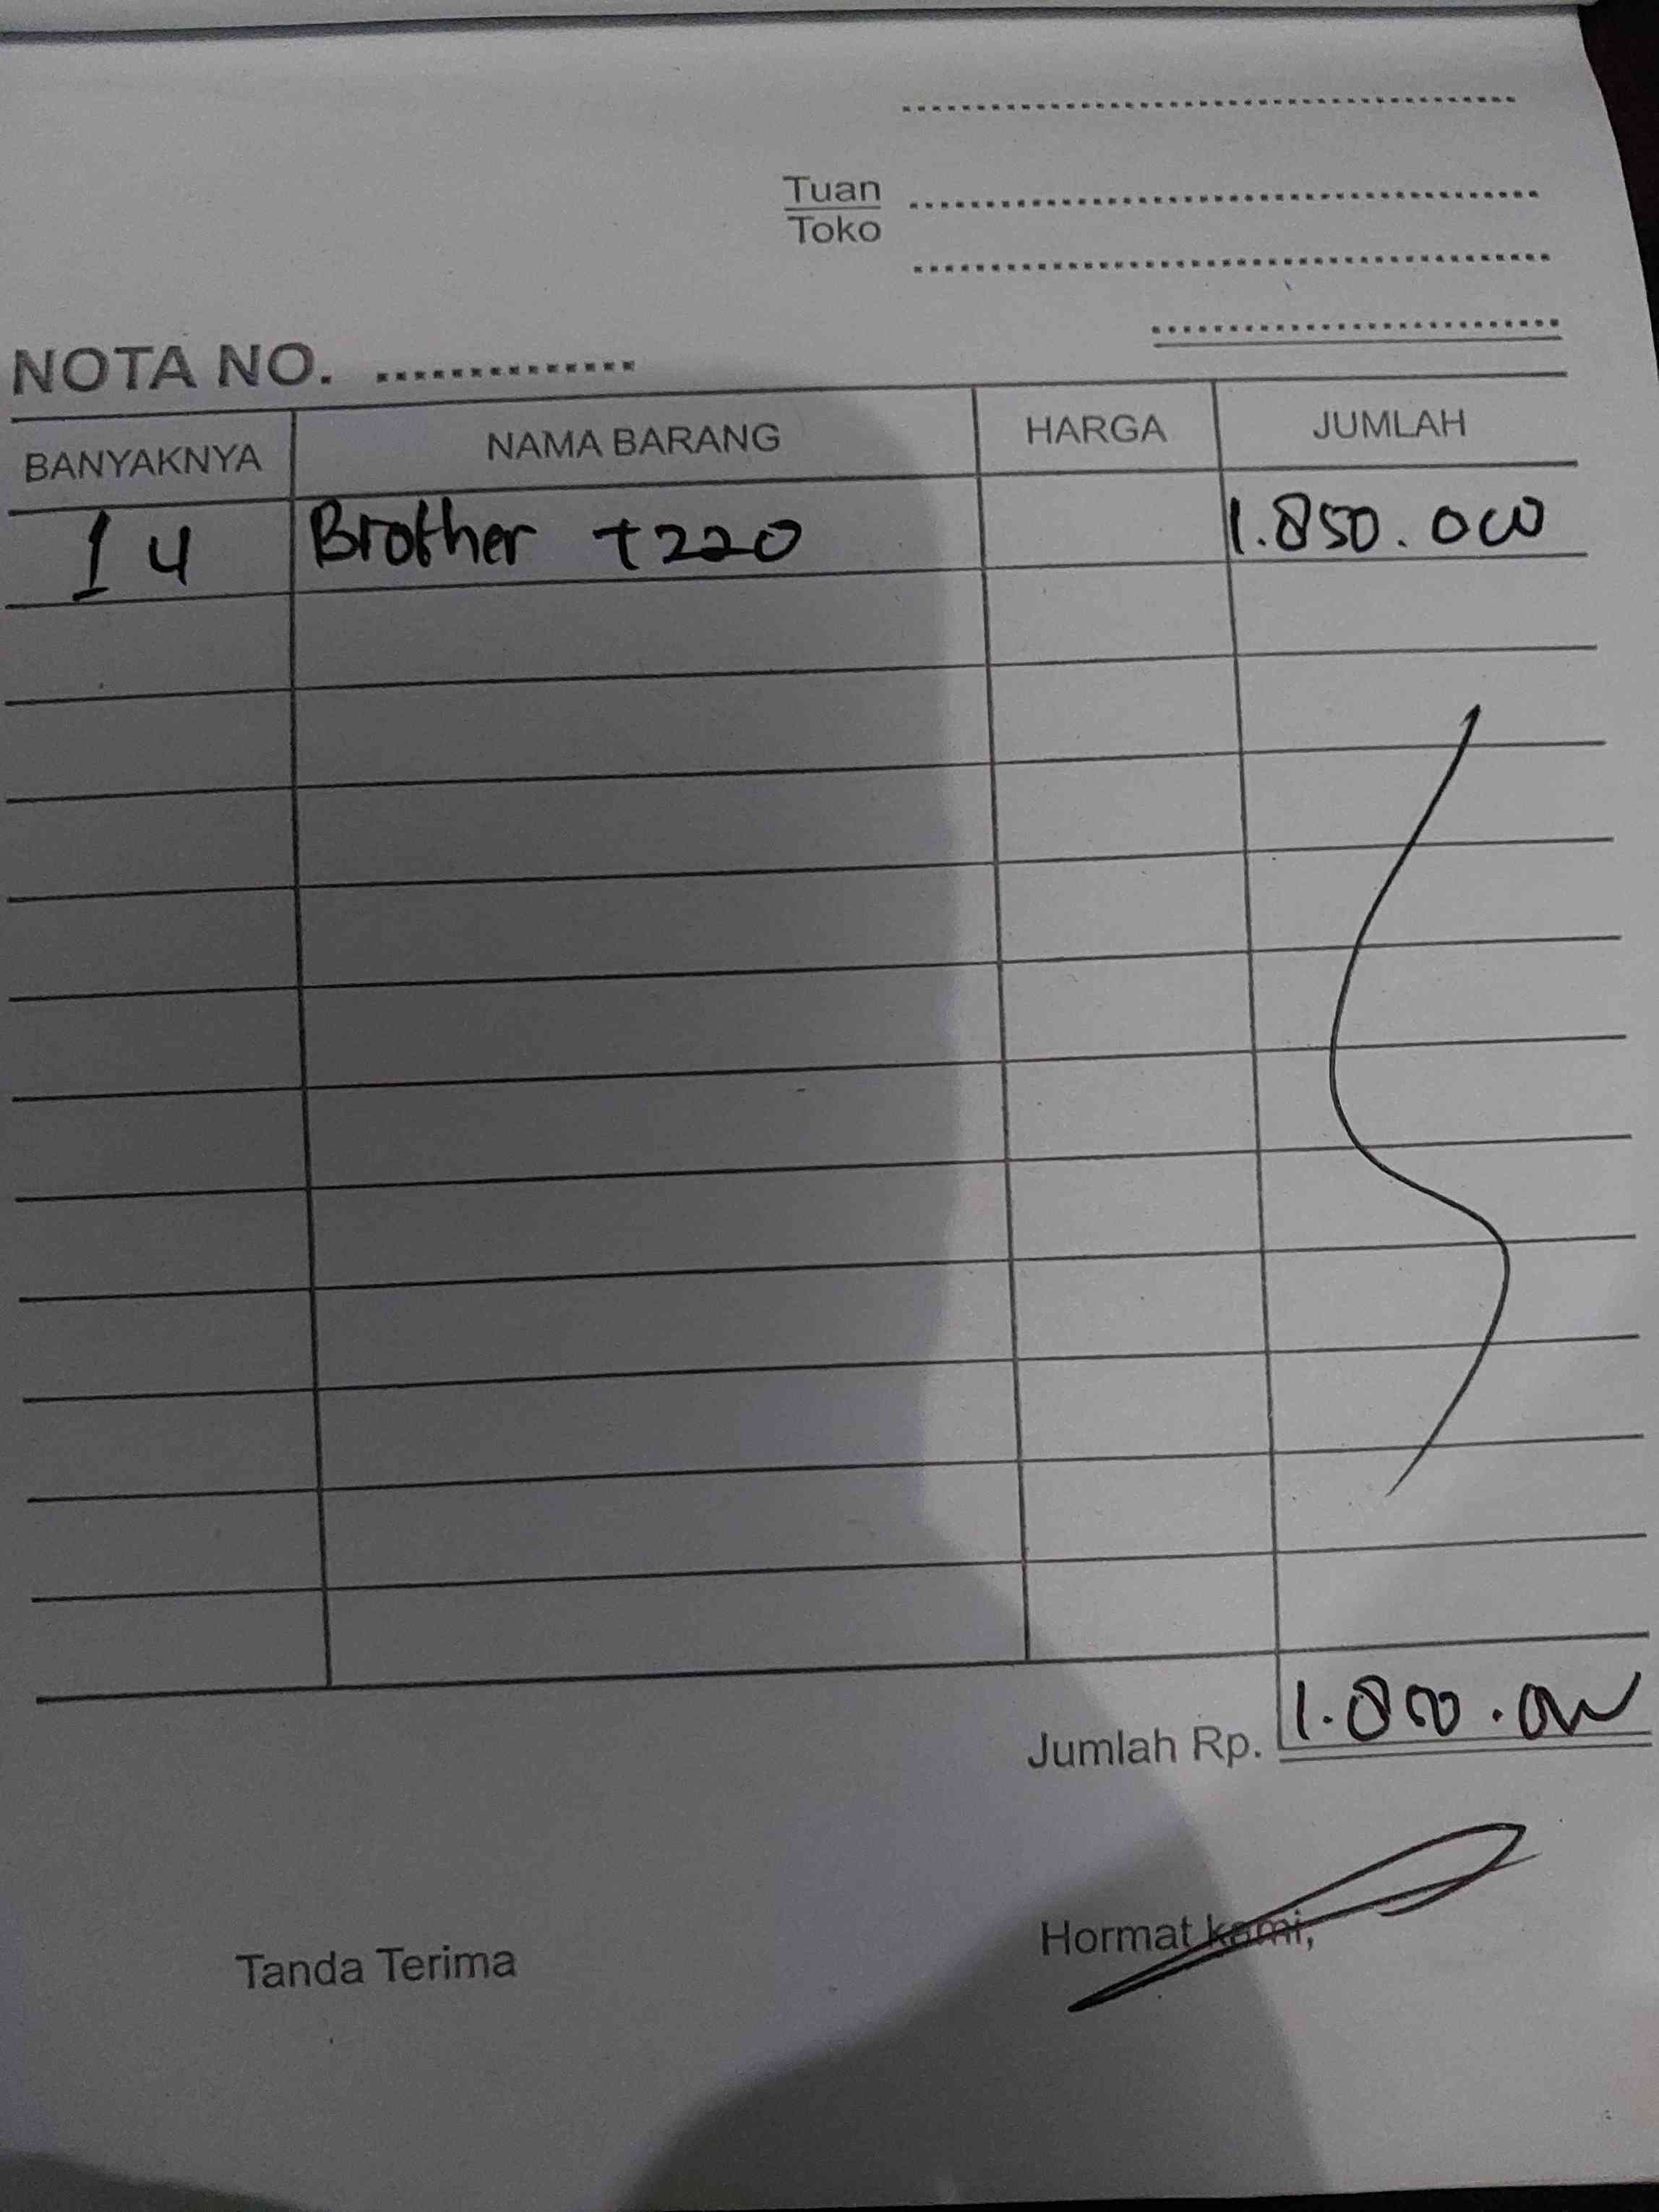 Tuan
Toko
NOTA NO. ...............
BANYAKNYA NAMA BARANG HARGA JUMLAH
1 u Brother t220 1.850.000
Jumlah Rp. 1.800.000
Tanda Terima Hormat kami,